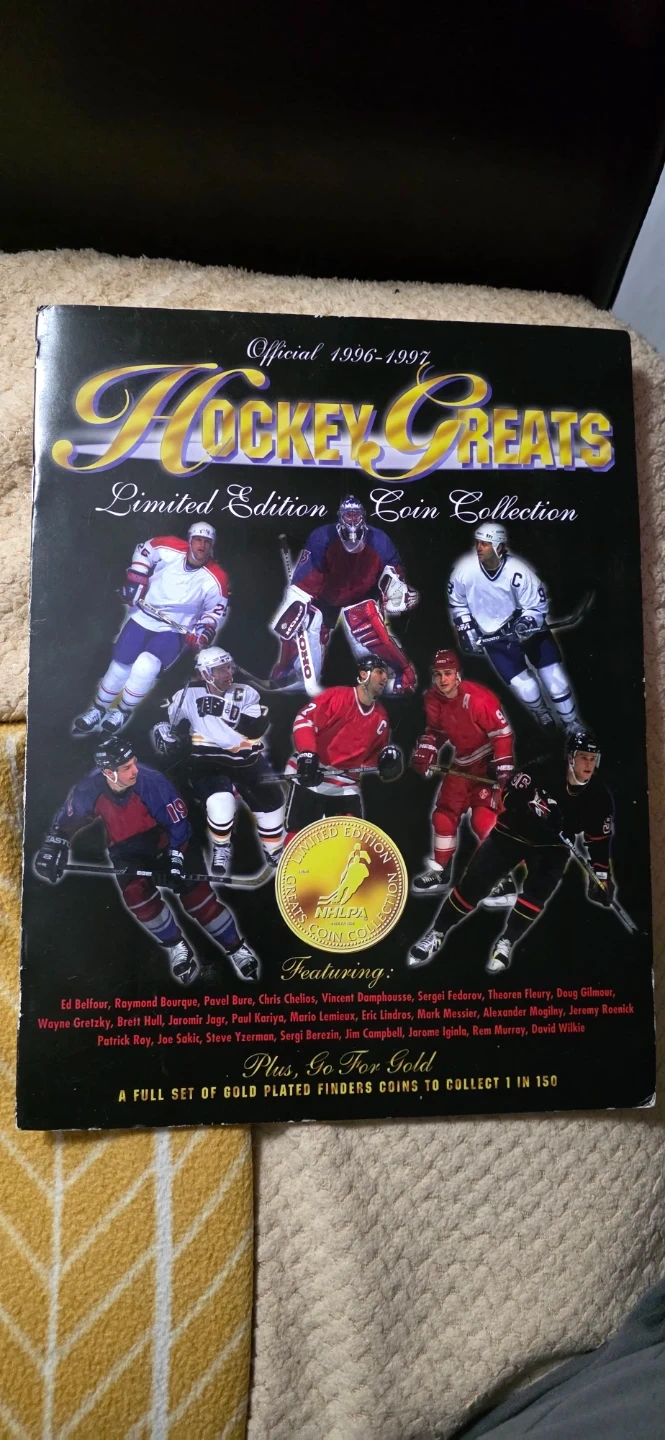 Official 1996-1997
HOCKEY GREATS
Limited Edition Coin Collection
C
C
19
LIMITED EDITION
NHLPA
GREATS COIN COLLECTION
Featuring:
Ed Belfour, Raymond Bourque, Pavel Bure, Chris Chelios, Vincent Damphousse, Sergei Fedorov, Theoren Fleury, Doug Gilmour,
Wayne Gretzky, Brett Hull, Jaromir Jagr, Paul Kariya, Mario Lemieux, Eric Lindros, Mark Messier, Alexander Mogilny, Jeremy Roenick
Patrick Roy, Joe Sakic, Steve Yzerman, Sergi Berezin, Jim Campbell, Jarome Iginla, Rem Murray, David Wilkie
Plus, Go For Gold
A FULL SET OF GOLD PLATED FINDERS COINS TO COLLECT 1 IN 150